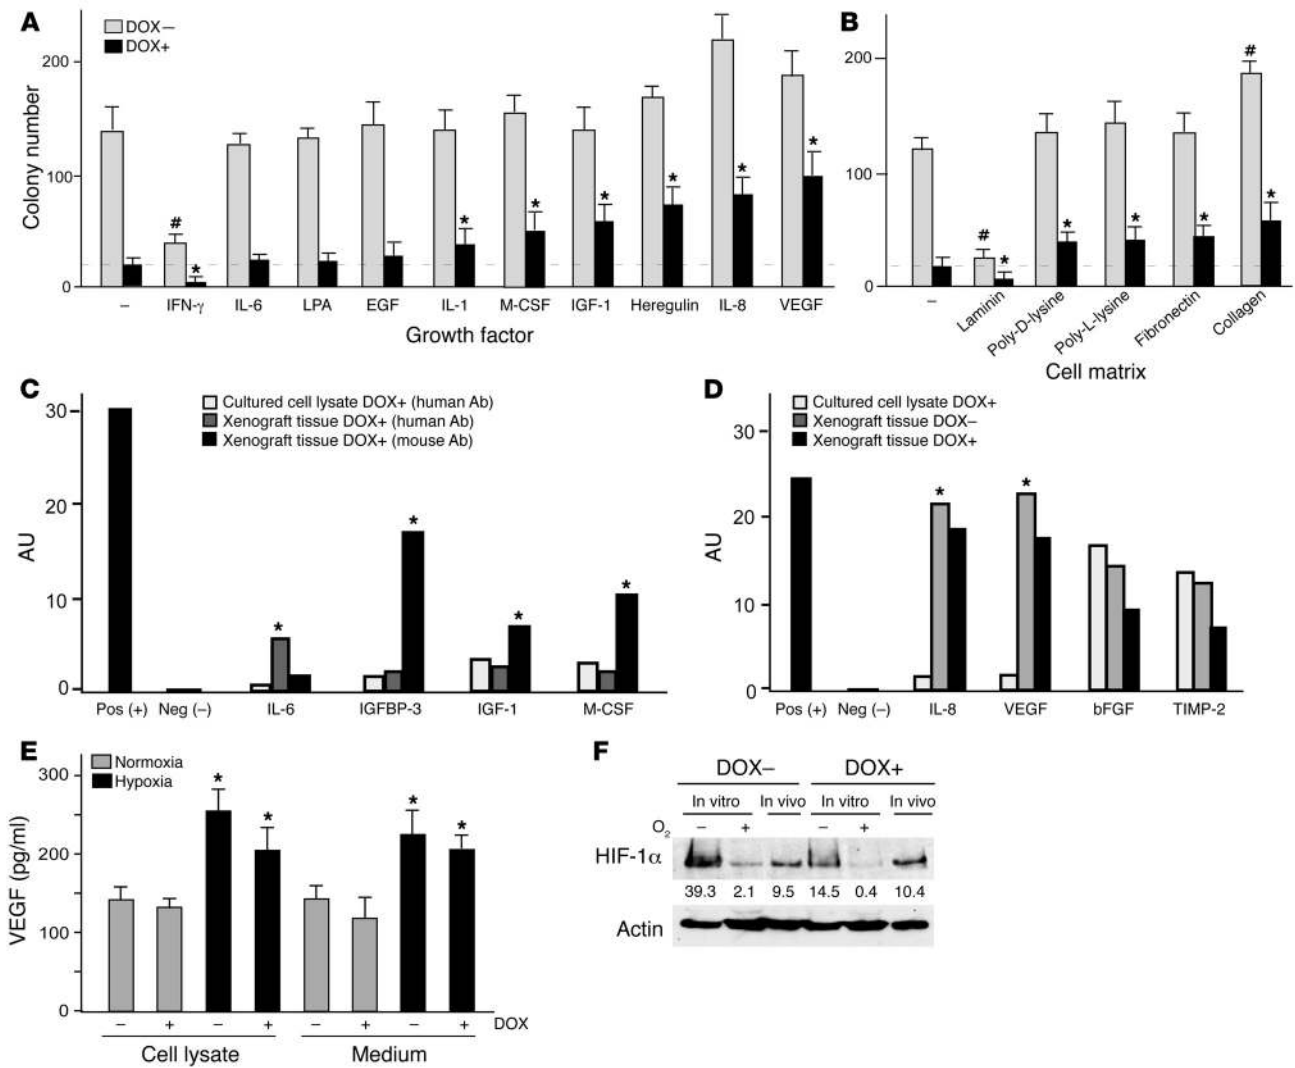 A
DOX–
DOX+
Colony number
200
100
0
# * * * * * * *
– IFN-γ IL-6 LPA EGF IL-1 M-CSF IGF-1 Heregulin IL-8 VEGF
Growth factor
B
200
100
0
# * * * * # *
– Laminin Poly-D-lysine Poly-L-lysine Fibronectin Collagen
Cell matrix
C
Cultured cell lysate DOX+ (human Ab)
Xenograft tissue DOX+ (human Ab)
Xenograft tissue DOX+ (mouse Ab)
AU
30
20
10
0
* * * *
Pos (+) Neg (–) IL-6 IGFBP-3 IGF-1 M-CSF
D
Cultured cell lysate DOX+
Xenograft tissue DOX–
Xenograft tissue DOX+
AU
30
20
10
0
* *
Pos (+) Neg (–) IL-8 VEGF bFGF TIMP-2
E
Normoxia
Hypoxia
VEGF (pg/ml)
300
200
100
0
* * * *
– + – + – + – + DOX
Cell lysate Medium
F
DOX– DOX+
In vitro In vivo In vitro In vivo
O2 – + – +
HIF-1α
39.3 2.1 9.5 14.5 0.4 10.4
Actin